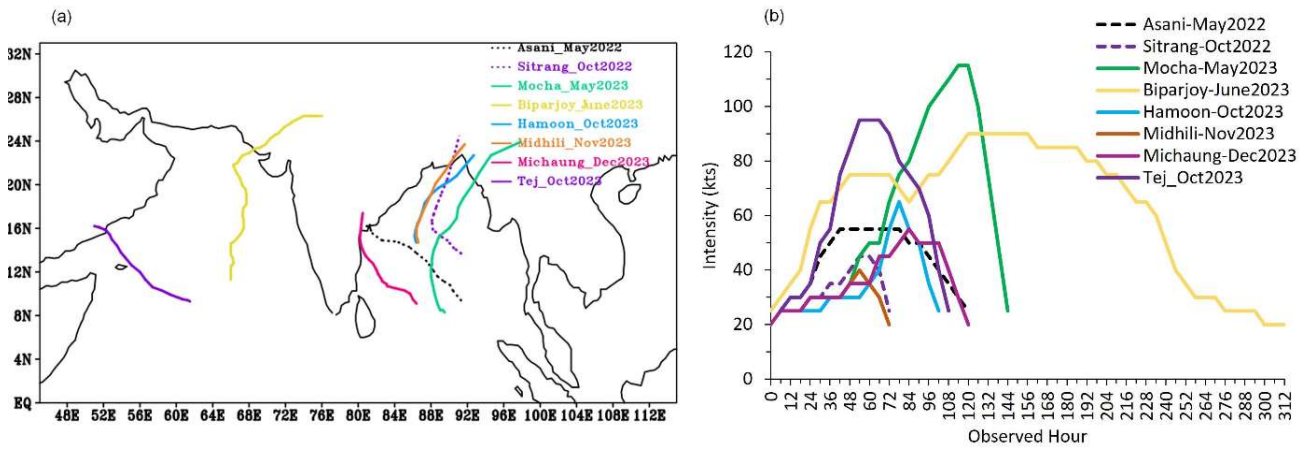 (a)
Asani_May2022
Sitrang_Oct2022
Mocha_May2023
Biparjoy_June2023
Hamoon_Oct2023
Midhili_Nov2023
Michaung_Dec2023
Tej_Oct2023
32N
28N
24N
20N
16N
12N
8N
4N
EQ
48E 52E 56E 60E 64E 68E 72E 76E 80E 84E 88E 92E 96E 100E 104E 108E 112E
(b)
Asani-May2022
Sitrang-Oct2022
Mocha-May2023
Biparjoy-June2023
Hamoon-Oct2023
Midhili-Nov2023
Michaung-Dec2023
Tej_Oct2023
Intensity (kts)
120
100
80
60
40
20
0
0 12 24 36 48 60 72 84 96 108 120 132 144 156 168 180 192 204 216 228 240 252 264 276 288 300 312
Observed Hour